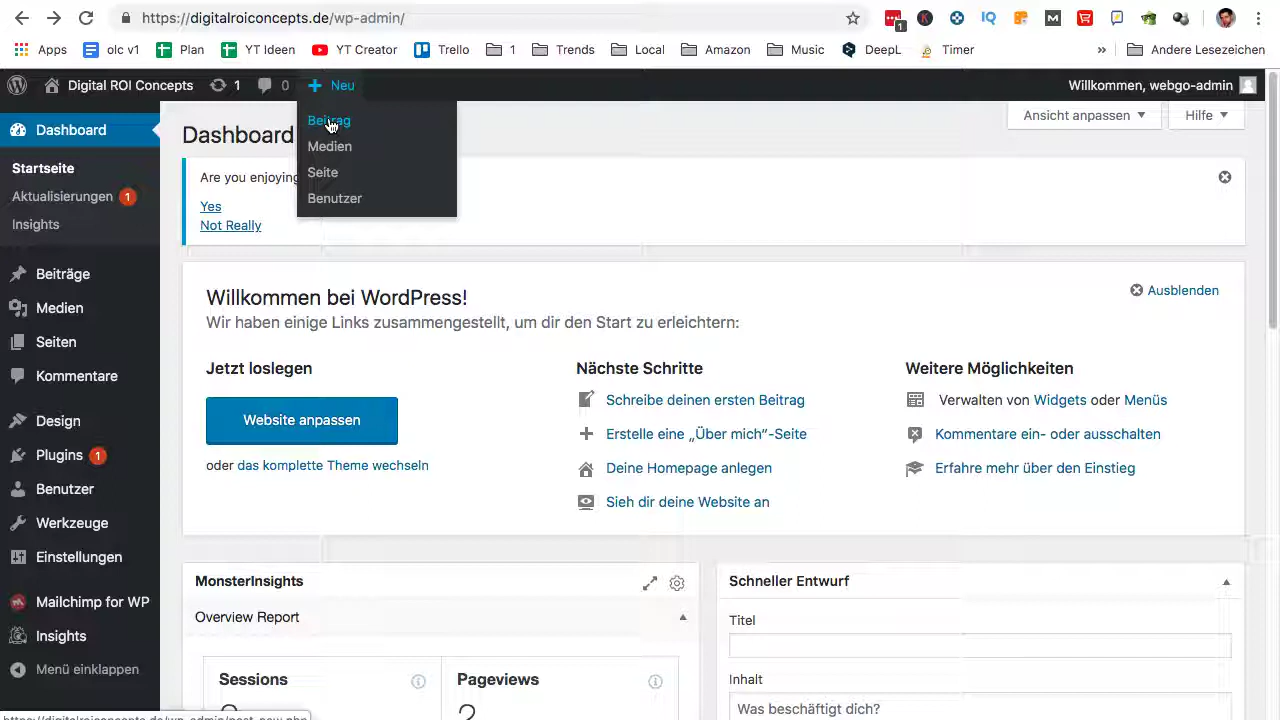 https://digitalroiconcepts.de/wp-admin/
1
Apps olc v1 Plan YT Ideen YT Creator Trello 1 Trends Local Amazon Music DeepL Timer » Andere Lesezeichen
Digital ROI Concepts 1 0 + Neu Willkommen, webgo-admin
Beitrag
Medien
Seite
Benutzer
Dashboard
Startseite
Aktualisierungen 1
Insights
Beiträge
Medien
Seiten
Kommentare
Design
Plugins 1
Benutzer
Werkzeuge
Einstellungen
Mailchimp for WP
Insights
Menü einklappen
Dashboard
Ansicht anpassen Hilfe
Are you enjoying
Yes
Not Really
Willkommen bei WordPress!
Ausblenden
Wir haben einige Links zusammengestellt, um dir den Start zu erleichtern:
Jetzt loslegen
Website anpassen
oder das komplette Theme wechseln
Nächste Schritte
Schreibe deinen ersten Beitrag
Erstelle eine „Über mich”-Seite
Deine Homepage anlegen
Sieh dir deine Website an
Weitere Möglichkeiten
Verwalten von Widgets oder Menüs
Kommentare ein- oder ausschalten
Erfahre mehr über den Einstieg
MonsterInsights
Overview Report
Sessions
Pageviews
Schneller Entwurf
Titel
Inhalt
Was beschäftigt dich?